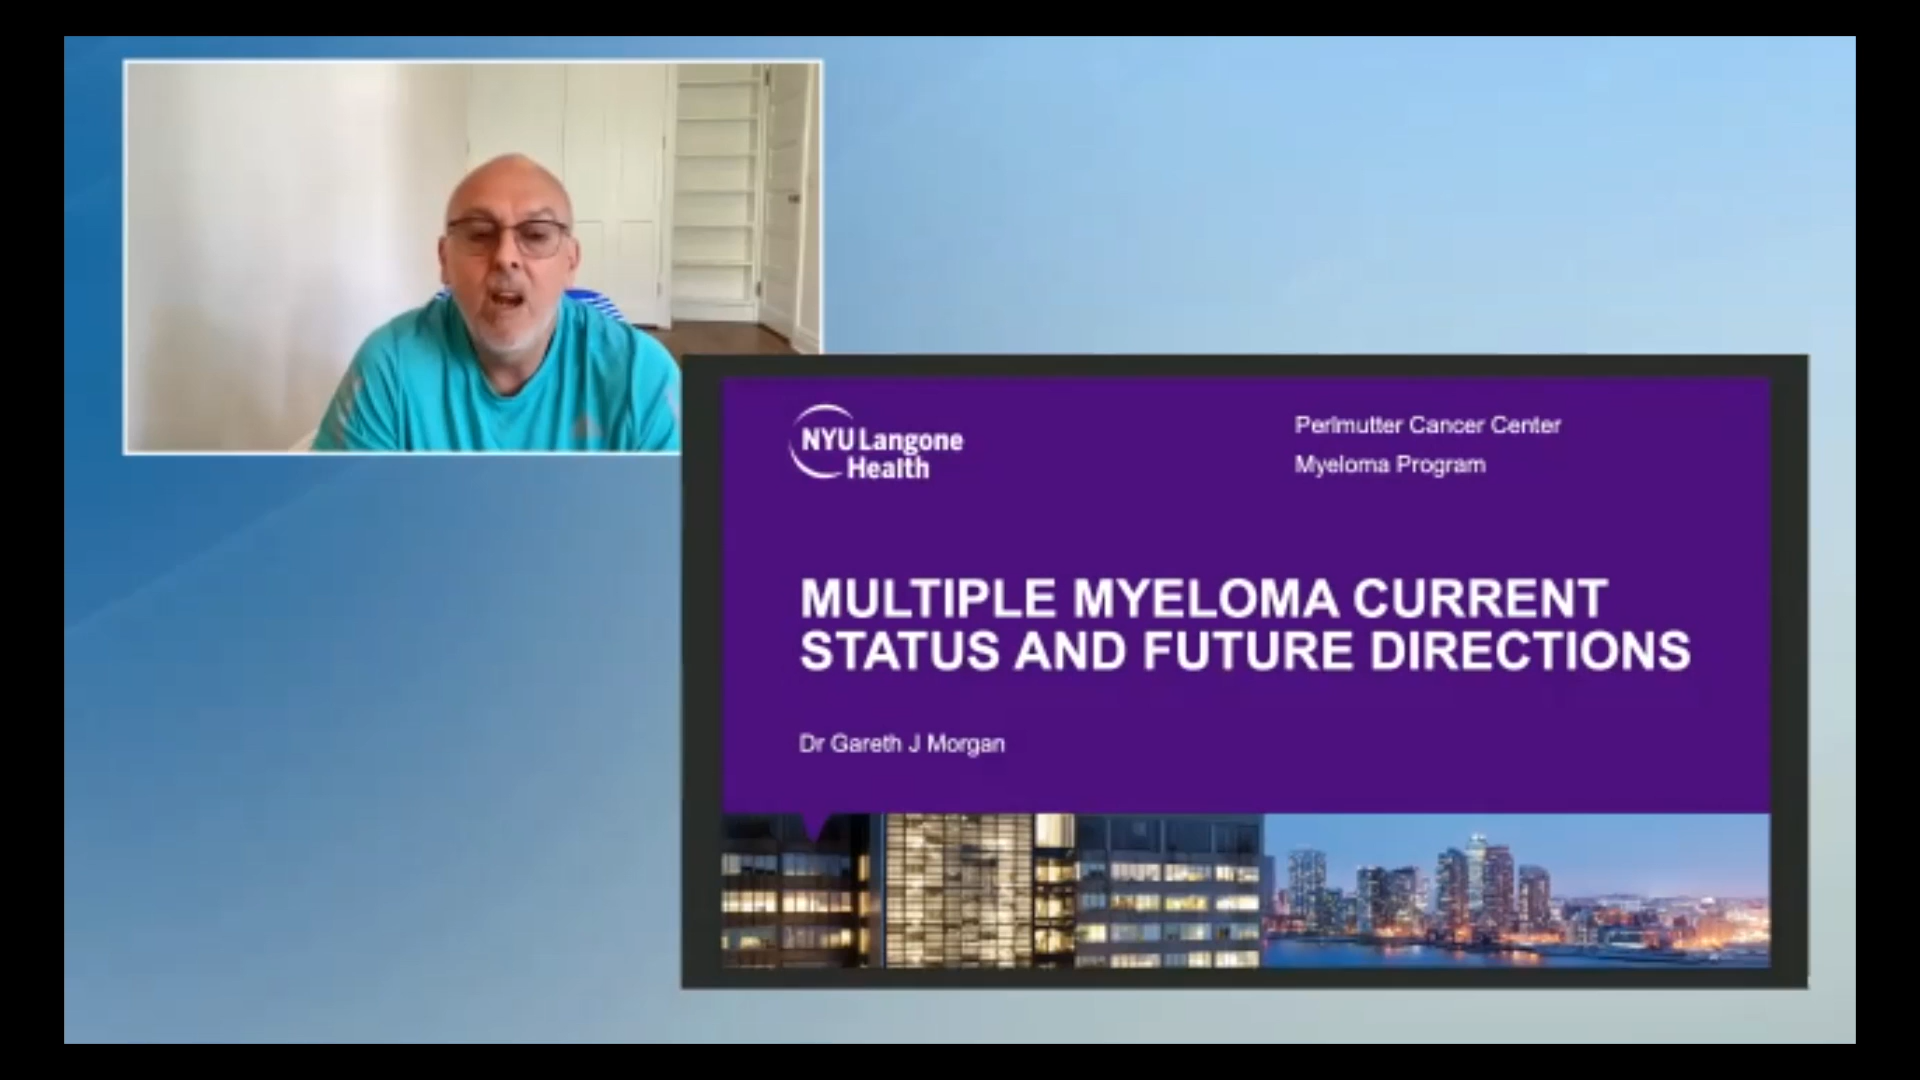 NYU Langone
Health
Perlmutter Cancer Center
Myeloma Program
MULTIPLE MYELOMA CURRENT
STATUS AND FUTURE DIRECTIONS
Dr Gareth J Morgan